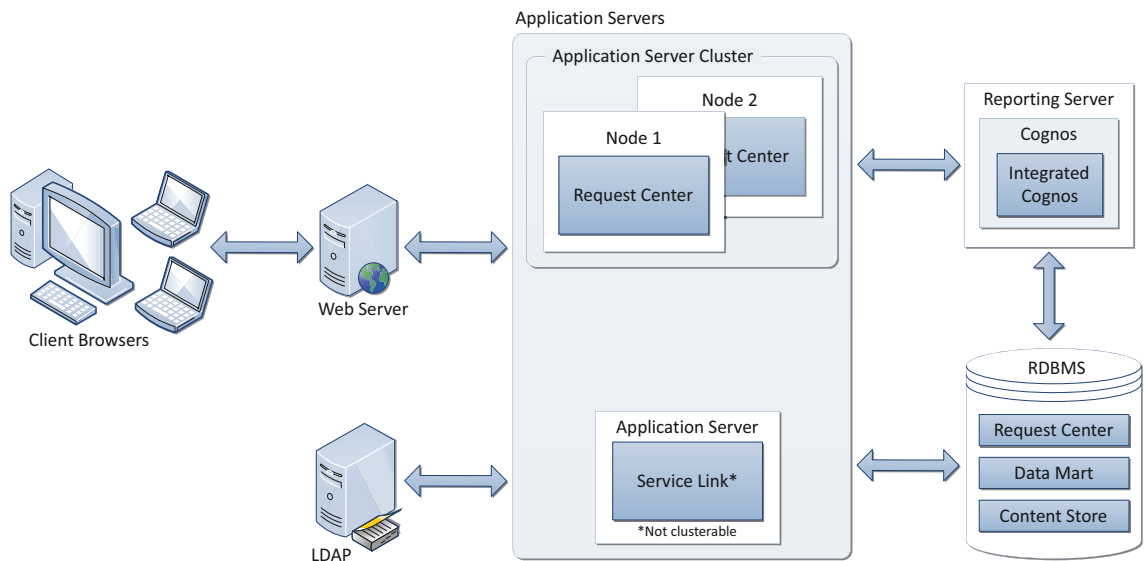 Application Servers
Application Server Cluster
Node 2
t Center
Node 1
Request Center
Reporting Server
Cognos
Integrated
Cognos
Web Server
Client Browsers
RDBMS
Request Center
Data Mart
Content Store
Application Server
Service Link*
*Not clusterable
LDAP